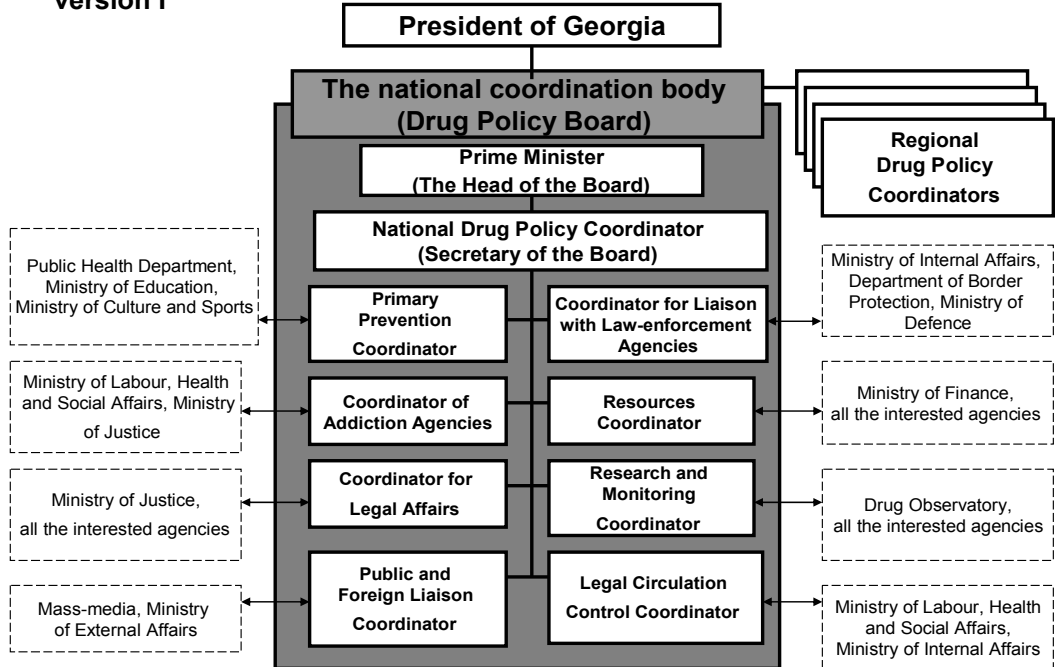 Version I
President of Georgia
The national coordination body
(Drug Policy Board)
Regional
Drug Policy
Coordinators
Prime Minister
(The Head of the Board)
National Drug Policy Coordinator
(Secretary of the Board)
Public Health Department,
Ministry of Education,
Ministry of Culture and Sports
Primary
Prevention
Coordinator
Coordinator for Liaison
with Law-enforcement
Agencies
Ministry of Internal Affairs,
Department of Border
Protection, Ministry of
Defence
Ministry of Labour, Health
and Social Affairs, Ministry
of Justice
Coordinator of
Addiction Agencies
Resources
Coordinator
Ministry of Finance,
all the interested agencies
Ministry of Justice,
all the interested agencies
Coordinator for
Legal Affairs
Research and
Monitoring
Coordinator
Drug Observatory,
all the interested agencies
Mass-media, Ministry
of External Affairs
Public and
Foreign Liaison
Coordinator
Legal Circulation
Control Coordinator
Ministry of Labour, Health
and Social Affairs,
Ministry of Internal Affairs